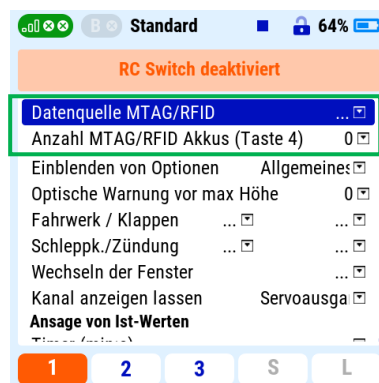 B Standard 64%
RC Switch deaktiviert
Datenquelle MTAG/RFID ...
Anzahl MTAG/RFID Akkus (Taste 4) 0
Einblenden von Optionen Allgemeines
Optische Warnung vor max Höhe 0
Fahrwerk / Klappen ... ...
Schleppk./Zündung ... ...
Wechseln der Fenster ...
Kanal anzeigen lassen Servoausga
Ansage von Ist-Werten
1 2 3 S L